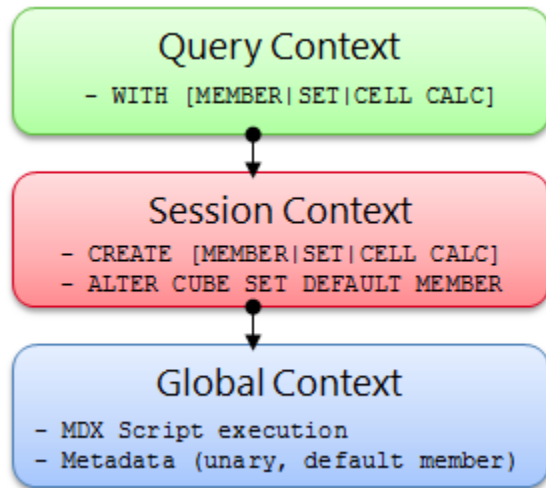 Query Context
- WITH [MEMBER|SET|CELL CALC]
Session Context
- CREATE [MEMBER|SET|CELL CALC]
- ALTER CUBE SET DEFAULT MEMBER
Global Context
- MDX Script execution
- Metadata (unary, default member)